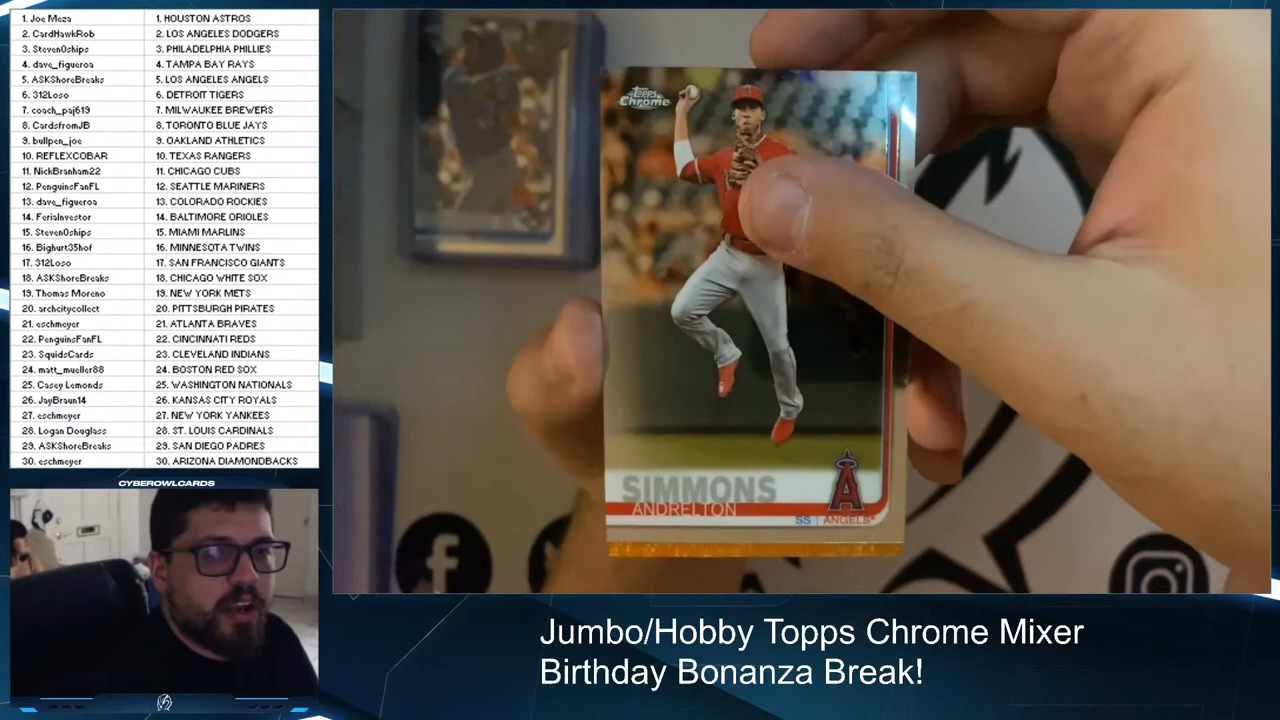 1. Joe Meza 1. HOUSTON ASTROS
2. CardHawkRob 2. LOS ANGELES DODGERS
3. Steven0ships 3. PHILADELPHIA PHILLIES
4. dave_figueroa 4. TAMPA BAY RAYS
5. ASKShoreBreaks 5. LOS ANGELES ANGELS
6. 312Loso 6. DETROIT TIGERS
7. coach_paj619 7. MILWAUKEE BREWERS
8. CardsfromJB 8. TORONTO BLUE JAYS
9. bullpen_joe 9. OAKLAND ATHLETICS
10. REFLEXCOBAR 10. TEXAS RANGERS
11. NickBranham22 11. CHICAGO CUBS
12. PenguinsFanFL 12. SEATTLE MARINERS
13. dave_figueroa 13. COLORADO ROCKIES
14. FeriaInvestor 14. BALTIMORE ORIOLES
15. Steven0ships 15. MIAMI MARLINS
16. Bighurt35hof 16. MINNESOTA TWINS
17. 312Loso 17. SAN FRANCISCO GIANTS
18. ASKShoreBreaks 18. CHICAGO WHITE SOX
19. Thomas Moreno 19. NEW YORK METS
20. archcitycollect 20. PITTSBURGH PIRATES
21. eschmeyer 21. ATLANTA BRAVES
22. PenguinsFanFL 22. CINCINNATI REDS
23. SquidsCards 23. CLEVELAND INDIANS
24. matt_mueller88 24. BOSTON RED SOX
25. Casey Lemonds 25. WASHINGTON NATIONALS
26. JayBraun14 26. KANSAS CITY ROYALS
27. eschmeyer 27. NEW YORK YANKEES
28. Logan Douglass 28. ST. LOUIS CARDINALS
29. ASKShoreBreaks 29. SAN DIEGO PADRES
30. eschmeyer 30. ARIZONA DIAMONDBACKS
CYBEROWLCARDS
Topps
Chrome
SIMMONS
ANDRELTON
SS | ANGELS
Jumbo/Hobby Topps Chrome Mixer
Birthday Bonanza Break!